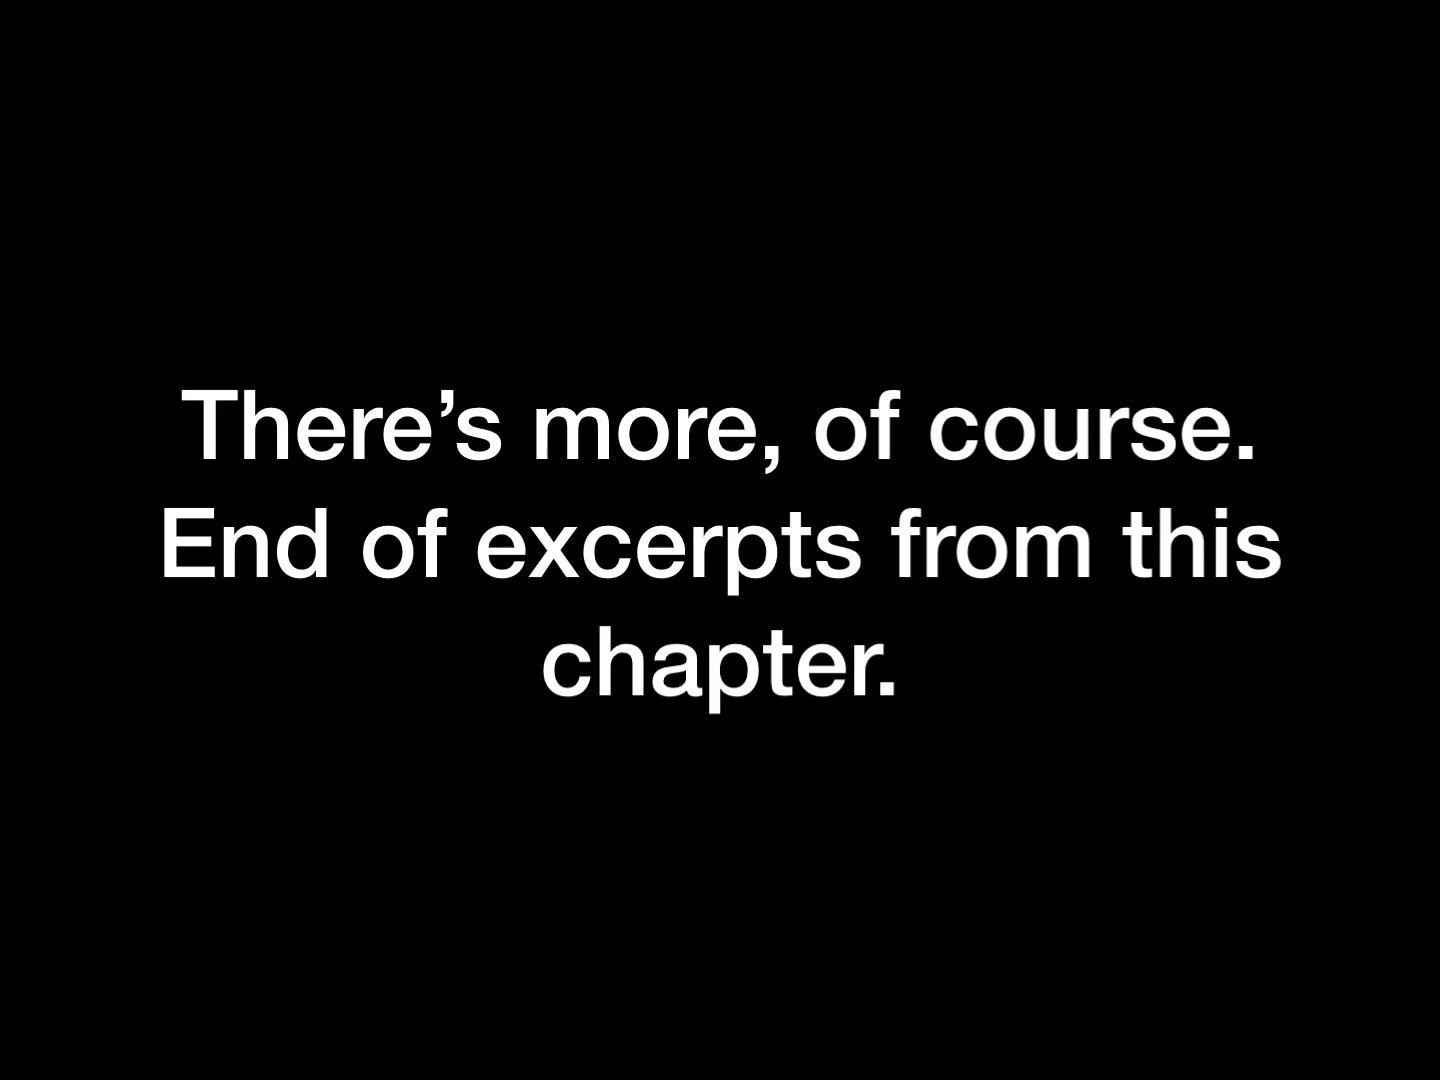 There’s more, of course.
End of excerpts from this
chapter.